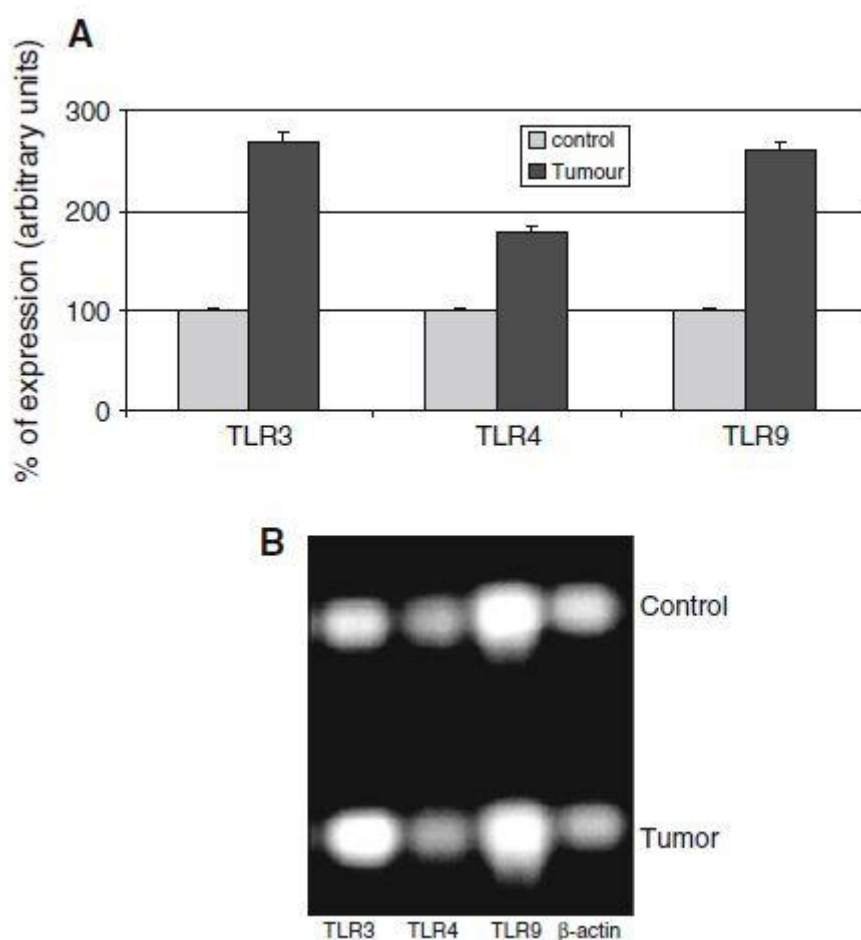 A
% of expression (arbitrary units)
300
200
100
0
control
Tumour
TLR3 TLR4 TLR9
B
Control
Tumor
TLR3 TLR4 TLR9 β-actin